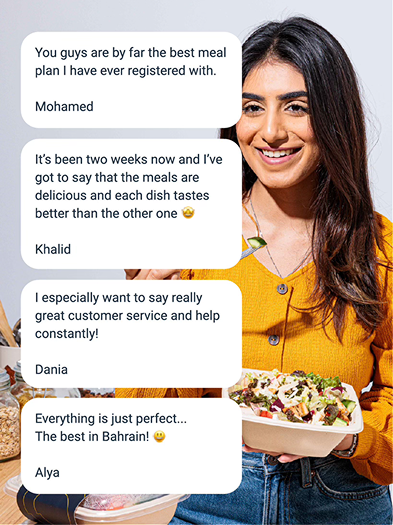 You guys are by far the best meal
plan I have ever registered with.
Mohamed
It's been two weeks now and I've
got to say that the meals are
delicious and each dish tastes
better than the other one 🤩
Khalid
I especially want to say really
great customer service and help
constantly!
Dania
Everything is just perfect...
The best in Bahrain! 😃
Alya